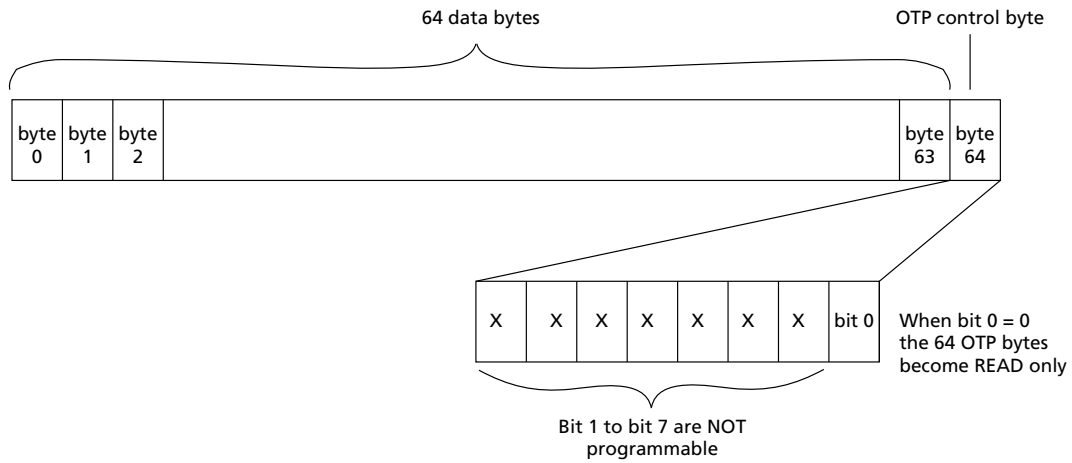 64 data bytes
OTP control byte
byte 0
byte 1
byte 2
byte 63
byte 64
X X X X X X X bit 0
When bit 0 = 0
the 64 OTP bytes
become READ only
Bit 1 to bit 7 are NOT
programmable